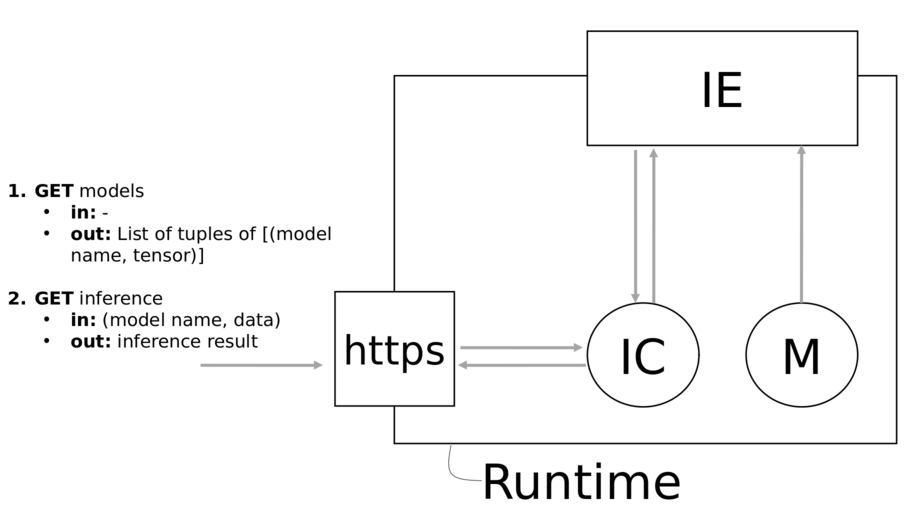 IE
1. GET models
• in: -
• out: List of tuples of [(model
name, tensor)]
2. GET inference
• in: (model name, data)
• out: inference result
https
IC
M
Runtime